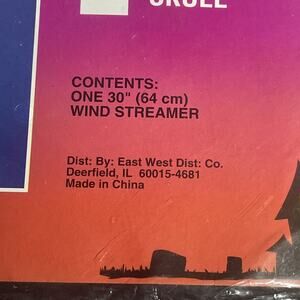 CONTENTS:
ONE 30" (64 cm)
WIND STREAMER
Dist: By: East West Dist: Co.
Deerfield, IL 60015-4681
Made in China